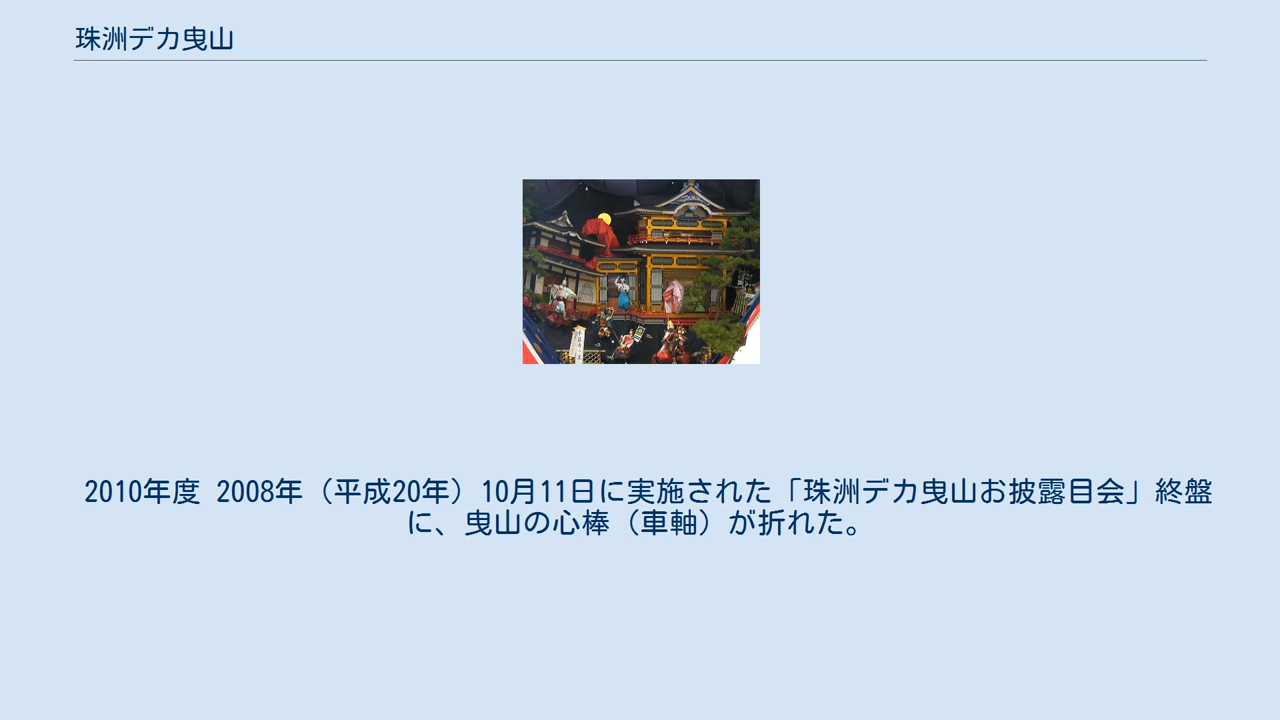 珠洲デカ曳山
2010年度 2008年（平成20年）10月11日に実施された「珠洲デカ曳山お披露目会」終盤
に、曳山の心棒（車軸）が折れた。